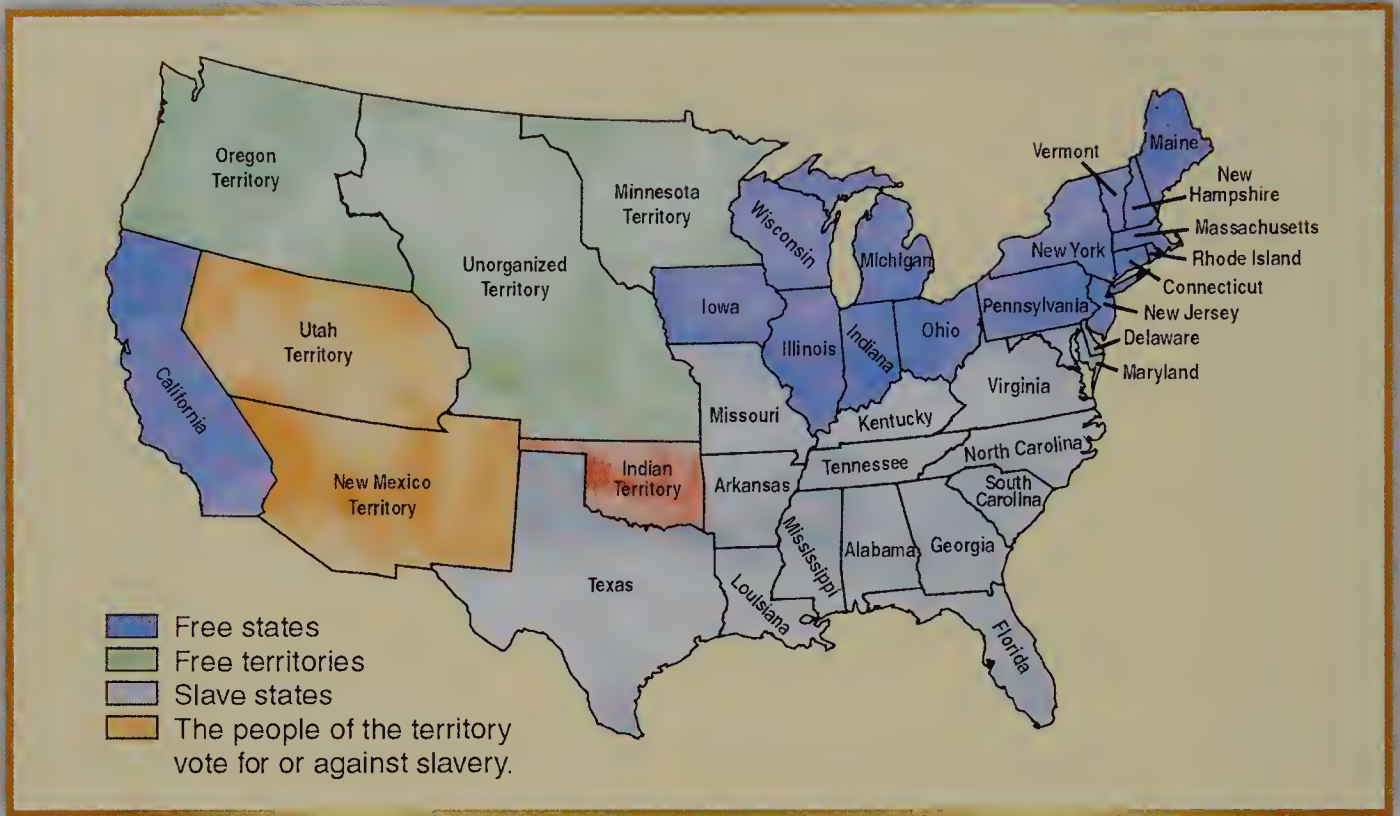 Oregon
Territory
Unorganized
Territory
Minnesota
Territory
Wisconsin
Michigan
Vermont
Maine
New
Hampshire
Massachusetts
New York
Rhode Island
Connecticut
Iowa
Pennsylvania
New Jersey
Utah
Territory
Illinois
Indiana
Ohio
Delaware
Maryland
California
Missouri
Kentucky
Virginia
New Mexico
Territory
Indian
Territory
Arkansas
Tennessee
North Carolina
South
Carolina
Texas
Louisiana
Mississippi
Alabama
Georgia
Florida
Free states
Free territories
Slave states
The people of the territory
vote for or against slavery.